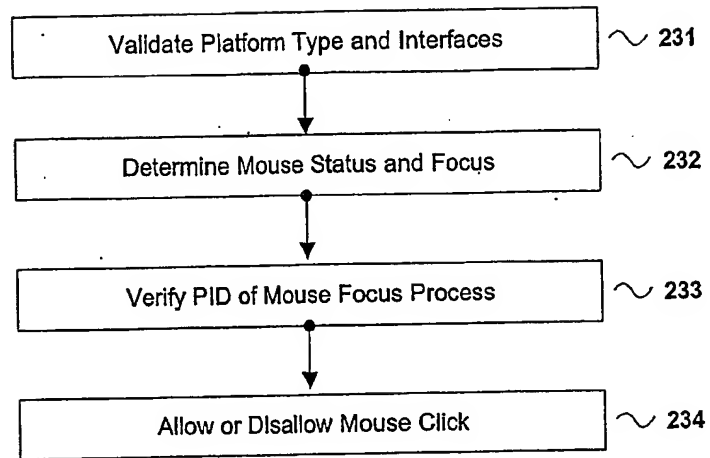 Validate Platform Type and Interfaces 231
Determine Mouse Status and Focus 232
Verify PID of Mouse Focus Process 233
Allow or Disallow Mouse Click 234